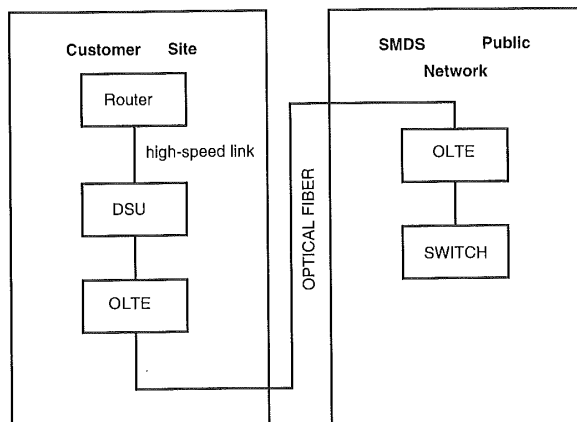 Customer Site
Router
high-speed link
DSU
OLTE
OPTICAL FIBER
SMDS Public
Network
OLTE
SWITCH